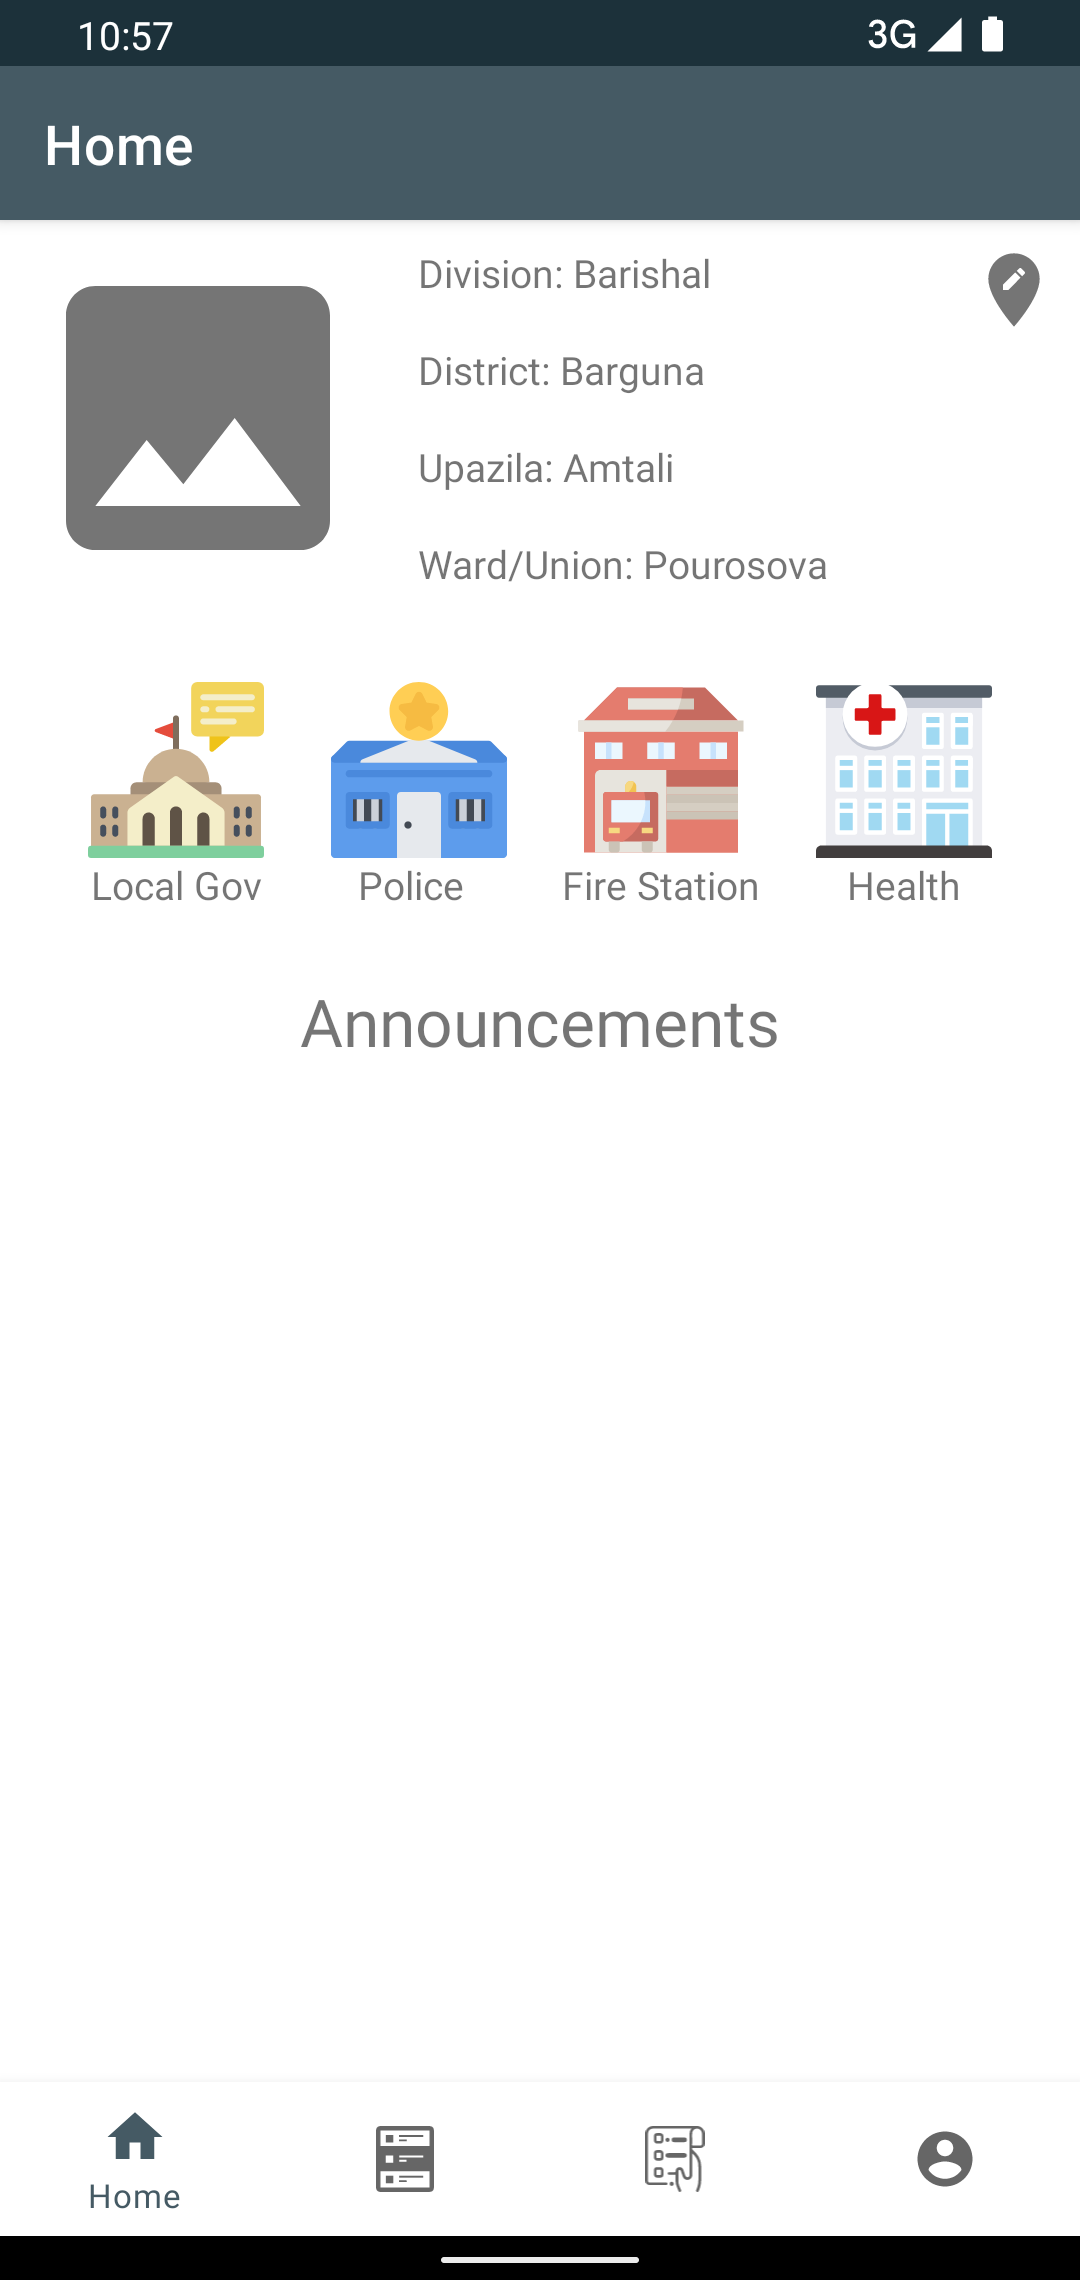 10:57
3G
Home
Division: Barishal
District: Barguna
Upazila: Amtali
Ward/Union: Pourosova
Local Gov
Police
Fire Station
Health
Announcements
Home